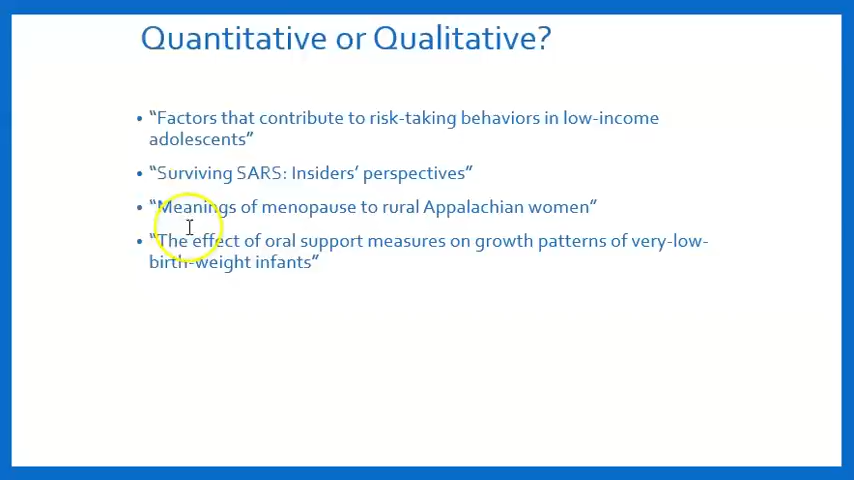 Quantitative or Qualitative?
• “Factors that contribute to risk-taking behaviors in low-income
adolescents”
• “Surviving SARS: Insiders’ perspectives”
• “Meanings of menopause to rural Appalachian women”
• “The effect of oral support measures on growth patterns of very-low-
birth-weight infants”